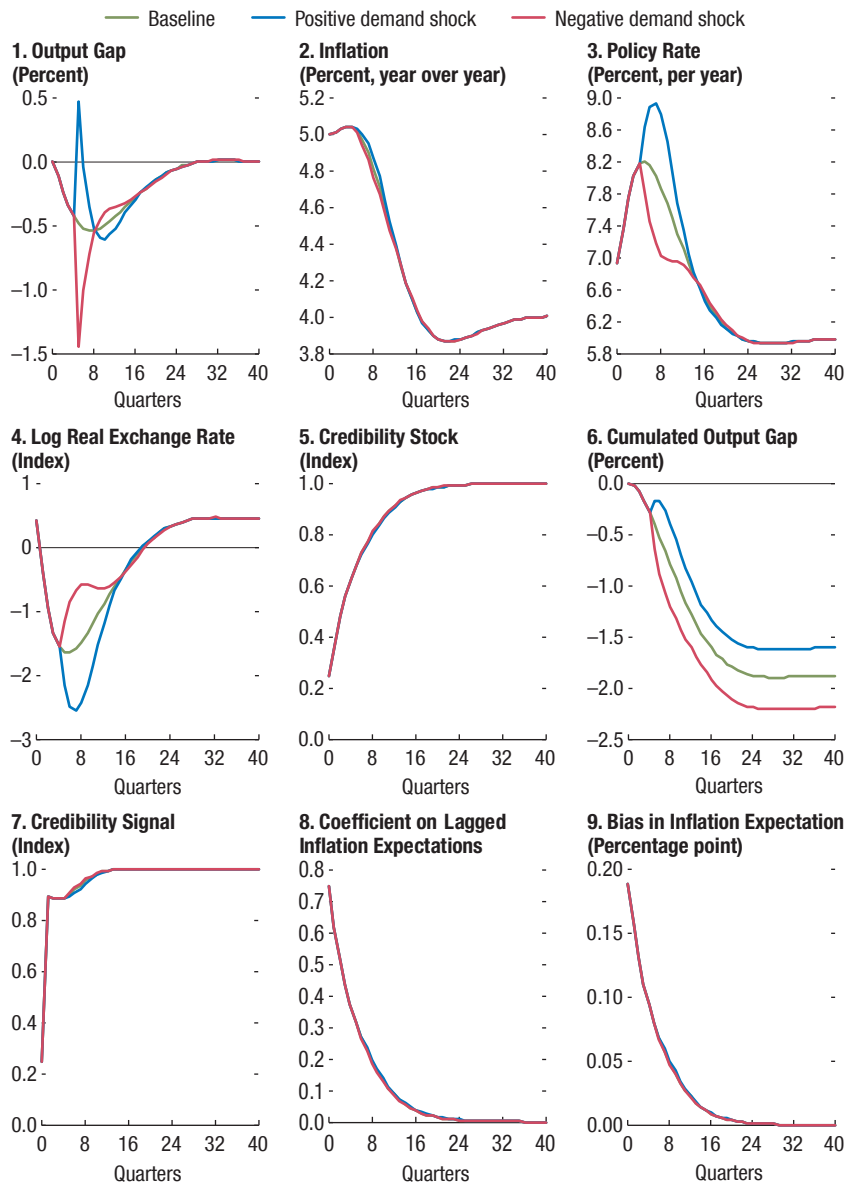 Baseline Positive demand shock Negative demand shock
1. Output Gap
(Percent)
0.5
0.0
–0.5
–1.0
–1.5
0 8 16 24 32 40
Quarters
2. Inflation
(Percent, year over year)
5.2
5.0
4.8
4.6
4.4
4.2
4.0
3.8
0 8 16 24 32 40
Quarters
3. Policy Rate
(Percent, per year)
9.0
8.6
8.2
7.8
7.4
7.0
6.6
6.2
5.8
0 8 16 24 32 40
Quarters
4. Log Real Exchange Rate
(Index)
1
0
–1
–2
–3
0 8 16 24 32 40
Quarters
5. Credibility Stock
(Index)
1.0
0.8
0.6
0.4
0.2
0.0
0 8 16 24 32 40
Quarters
6. Cumulated Output Gap
(Percent)
0.0
–0.5
–1.0
–1.5
–2.0
–2.5
0 8 16 24 32 40
Quarters
7. Credibility Signal
(Index)
1.0
0.8
0.6
0.4
0.2
0.0
0 8 16 24 32 40
Quarters
8. Coefficient on Lagged
Inflation Expectations
0.8
0.7
0.6
0.5
0.4
0.3
0.2
0.1
0.0
0 8 16 24 32 40
Quarters
9. Bias in Inflation Expectation
(Percentage point)
0.20
0.15
0.10
0.05
0.00
0 8 16 24 32 40
Quarters